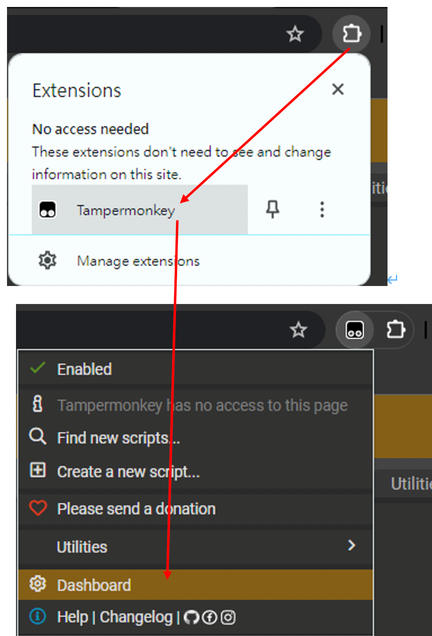 Extensions
No access needed
These extensions don't need to see and change
information on this site.
Tampermonkey
Manage extensions
Enabled
Tampermonkey has no access to this page
Find new scripts...
Create a new script...
Please send a donation
Utilities
Utiliti
Dashboard
Help | Changelog |